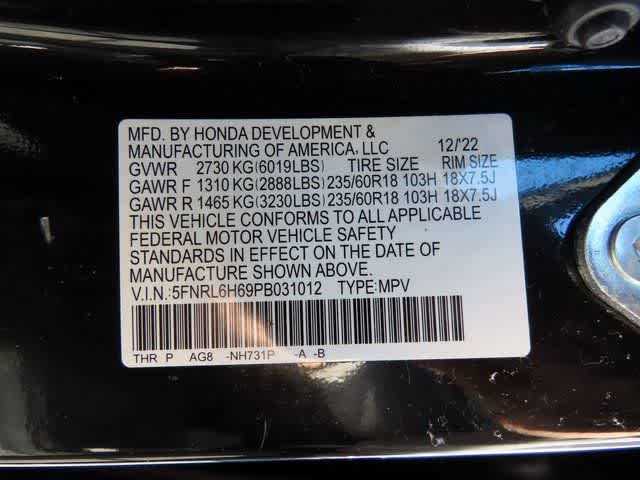 MFD. BY HONDA DEVELOPMENT &
MANUFACTURING OF AMERICA, LLC 12/'22
GVWR 2730 KG(6019LBS) TIRE SIZE RIM SIZE
GAWR F 1310 KG(2888LBS) 235/60R18 103H 18X7.5J
GAWR R 1465 KG(3230LBS) 235/60R18 103H 18X7.5J
THIS VEHICLE CONFORMS TO ALL APPLICABLE
FEDERAL MOTOR VEHICLE SAFETY
STANDARDS IN EFFECT ON THE DATE OF
MANUFACTURE SHOWN ABOVE.
V.I.N.:5FNRL6H69PB031012 TYPE:MPV
THR P AG8 -NH731P -A -B